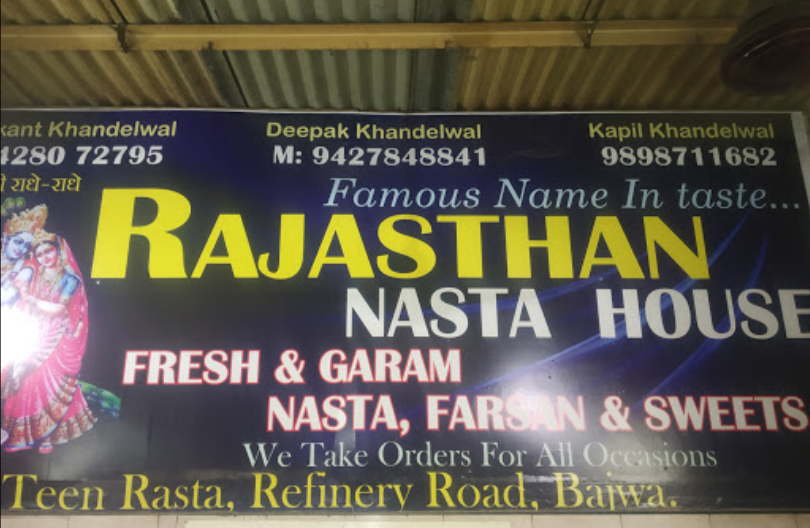 kant Khandelwal Deepak Khandelwal Kapil Khandelwal
4280 72795 M: 9427848841 9898711682
राधे-राधे
Famous Name In taste...
RAJASTHAN
NASTA HOUSE
FRESH & GARAM
NASTA, FARSAN & SWEETS
We Take Orders For All Occasions
Teen Rasta, Refinery Road, Bajwa.